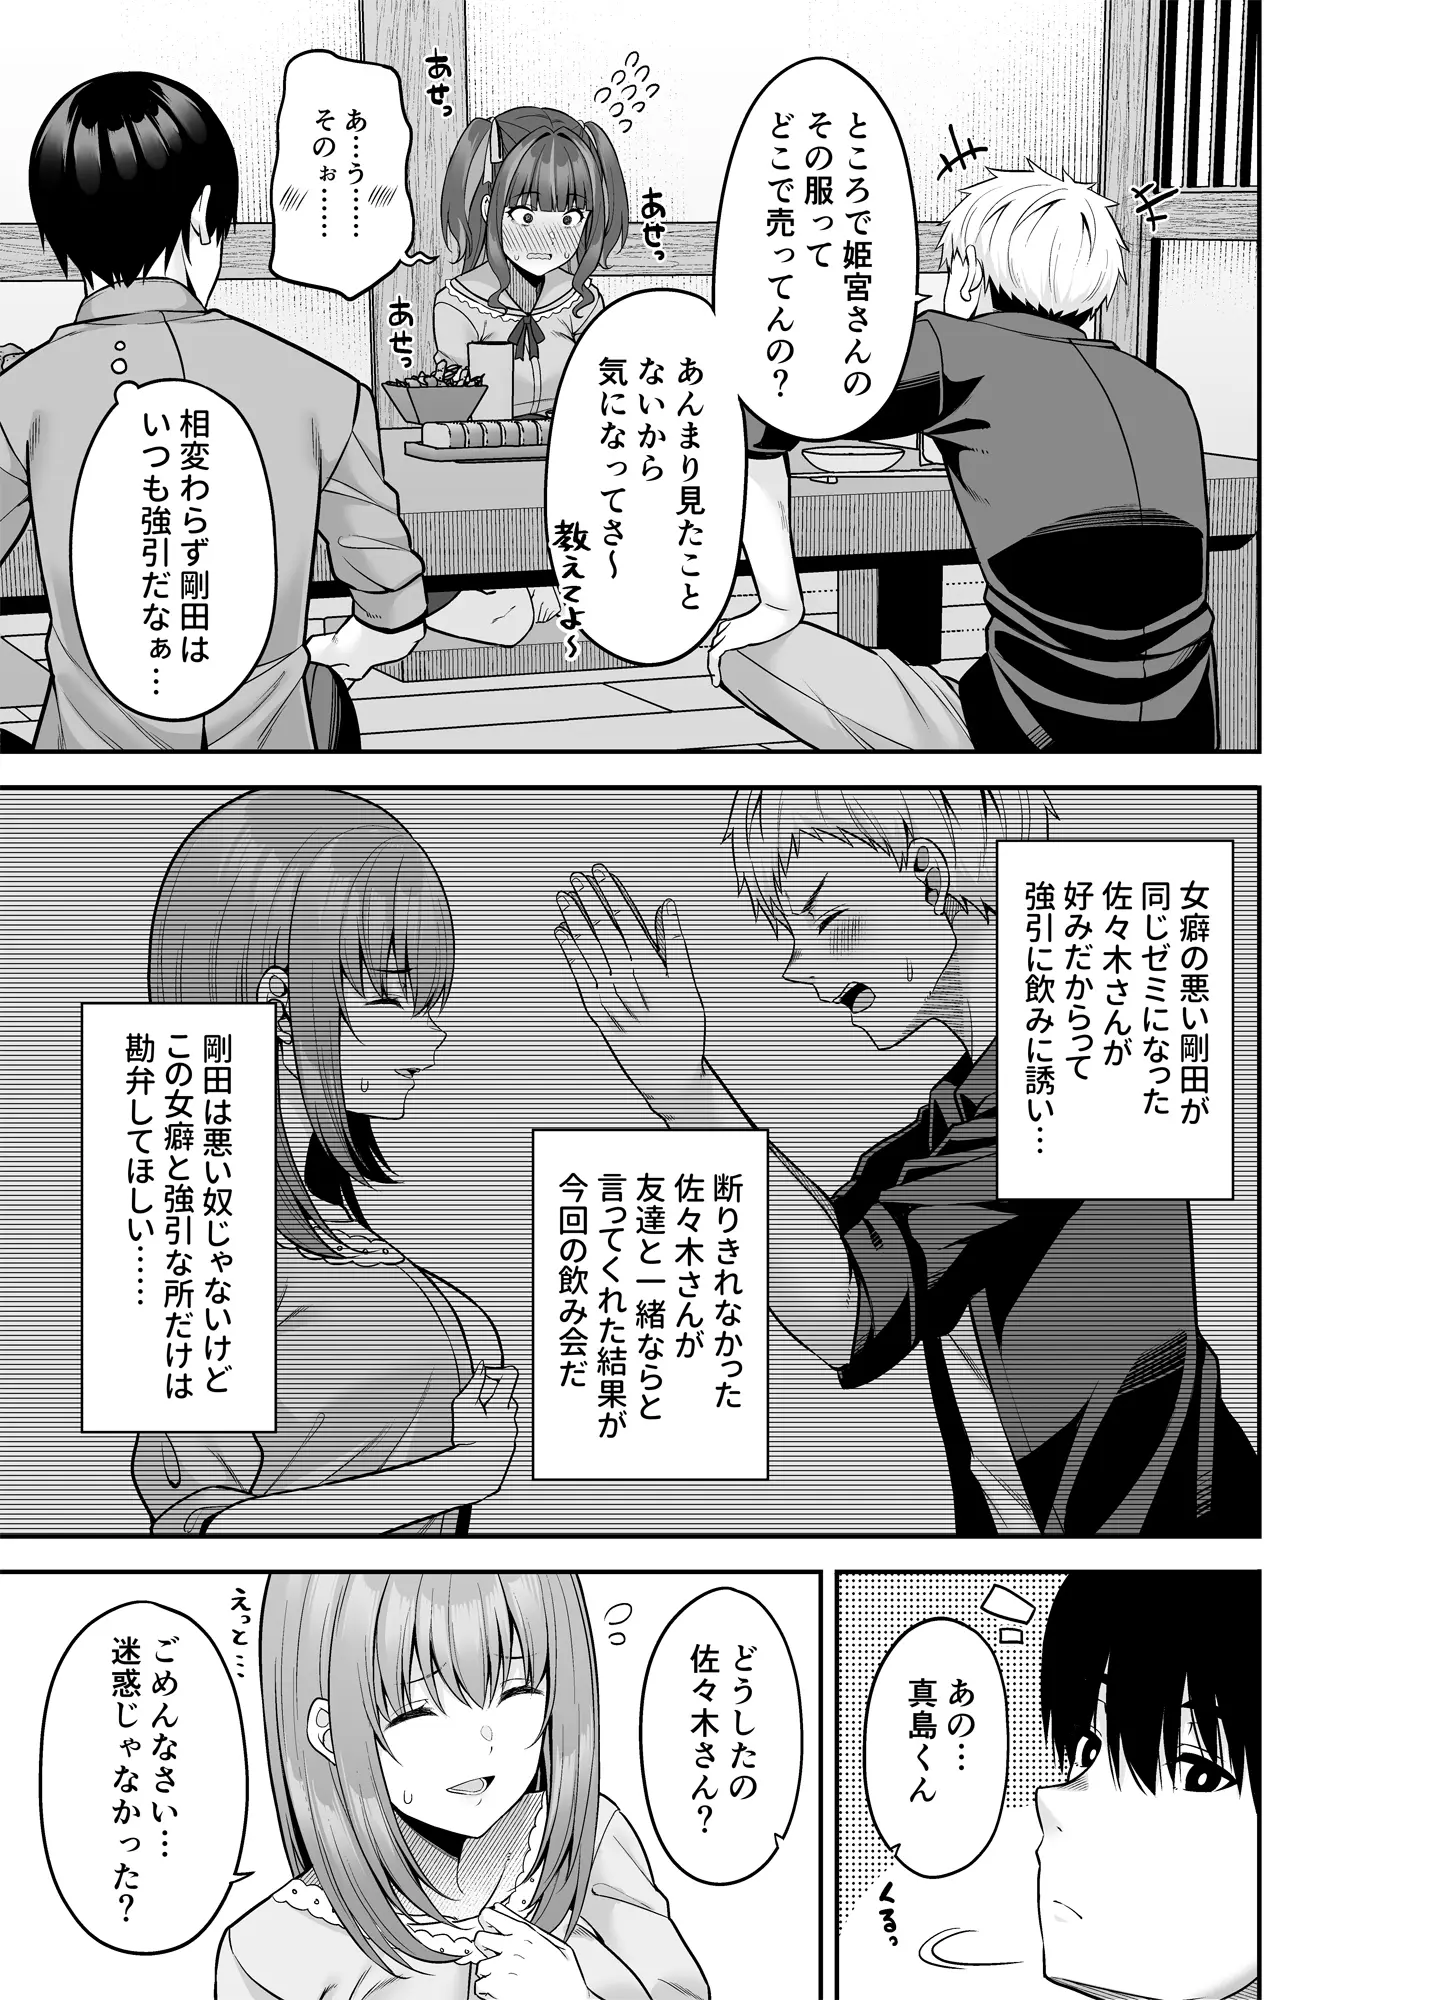 ところで姫宮さんの
その服って
どこで売ってんの？
あんまり見たこと
ないから
気になってさ～
教えてよ～
あせっ
あせっ
あせっ
あ…う……
そのぉ……
相変わらず剛田は
いつも強引だなぁ…
女癖の悪い剛田が
同じゼミになった
佐々木さんが
好みだからって
強引に飲みに誘い…
断りきれなかった
佐々木さんが
友達と一緒ならと
言ってくれた結果が
今回の飲み会だ
剛田は悪い奴じゃないけど
この女癖と強引な所だけは
勘弁してほしい……
あの…
真島くん
くるっ
どうしたの
佐々木さん？
えっと…
ごめんなさい…
迷惑じゃなかった？